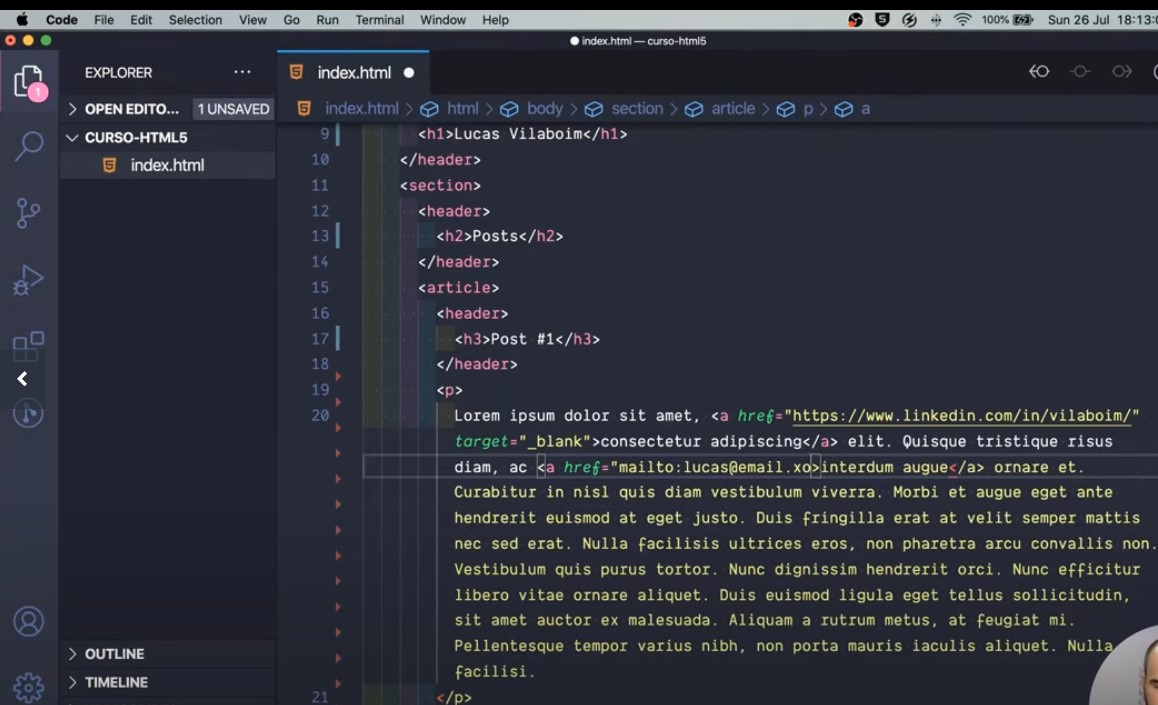 Code File Edit Selection View Go Run Terminal Window Help 100% Sun 26 Jul 18:13:
index.html — curso-html5
EXPLORER ···
index.html
OPEN EDITO... 1 UNSAVED
index.html > html > body > section > article > p > a
CURSO-HTML5
index.html
1
9 <h1>Lucas Vilaboim</h1>
10 </header>
11 <section>
12 <header>
13 <h2>Posts</h2>
14 </header>
15 <article>
16 <header>
17 <h3>Post #1</h3>
18 </header>
19 <p>
20 Lorem ipsum dolor sit amet, <a href="https://www.linkedin.com/in/vilaboim/"
target="_blank">consectetur adipiscing</a> elit. Quisque tristique risus
diam, ac <a href="mailto:lucas@email.xo>interdum augue</a> ornare et.
Curabitur in nisl quis diam vestibulum viverra. Morbi et augue eget ante
hendrerit euismod at eget justo. Duis fringilla erat at velit semper mattis
nec sed erat. Nulla facilisis ultrices eros, non pharetra arcu convallis non.
Vestibulum quis purus tortor. Nunc dignissim hendrerit orci. Nunc efficitur
libero vitae ornare aliquet. Duis euismod ligula eget tellus sollicitudin,
sit amet auctor ex malesuada. Aliquam a rutrum metus, at feugiat mi.
Pellentesque tempor varius nibh, non porta mauris iaculis aliquet. Nulla
facilisi.
21 </p>
OUTLINE
TIMELINE